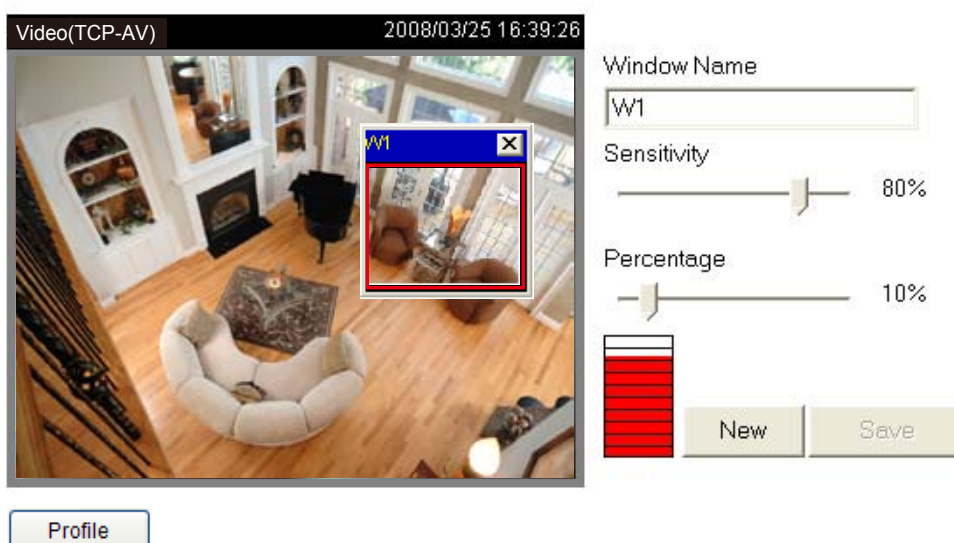 Video(TCP-AV) 2008/03/25 16:39:26
Window Name
W1
W1
Sensitivity
80%
Percentage
10%
New Save
Profile